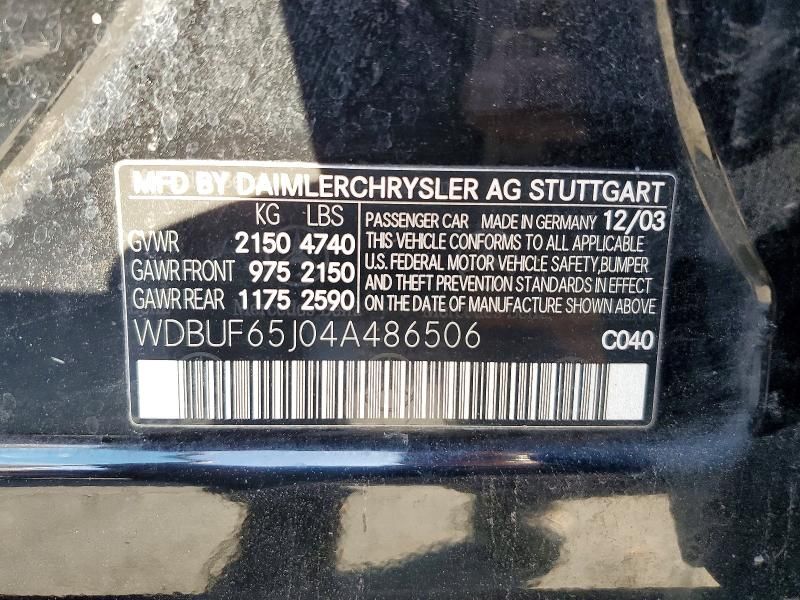 MFD BY DAIMLERCHRYSLER AG STUTTGART
KG LBS
GVWR 2150 4740
GAWR FRONT 975 2150
GAWR REAR 1175 2590
PASSENGER CAR MADE IN GERMANY 12/03
THIS VEHICLE CONFORMS TO ALL APPLICABLE
U.S. FEDERAL MOTOR VEHICLE SAFETY,BUMPER
AND THEFT PREVENTION STANDARDS IN EFFECT
ON THE DATE OF MANUFACTURE SHOWN ABOVE
Mercedes-Benz
WDBUF65J04A486506 C040